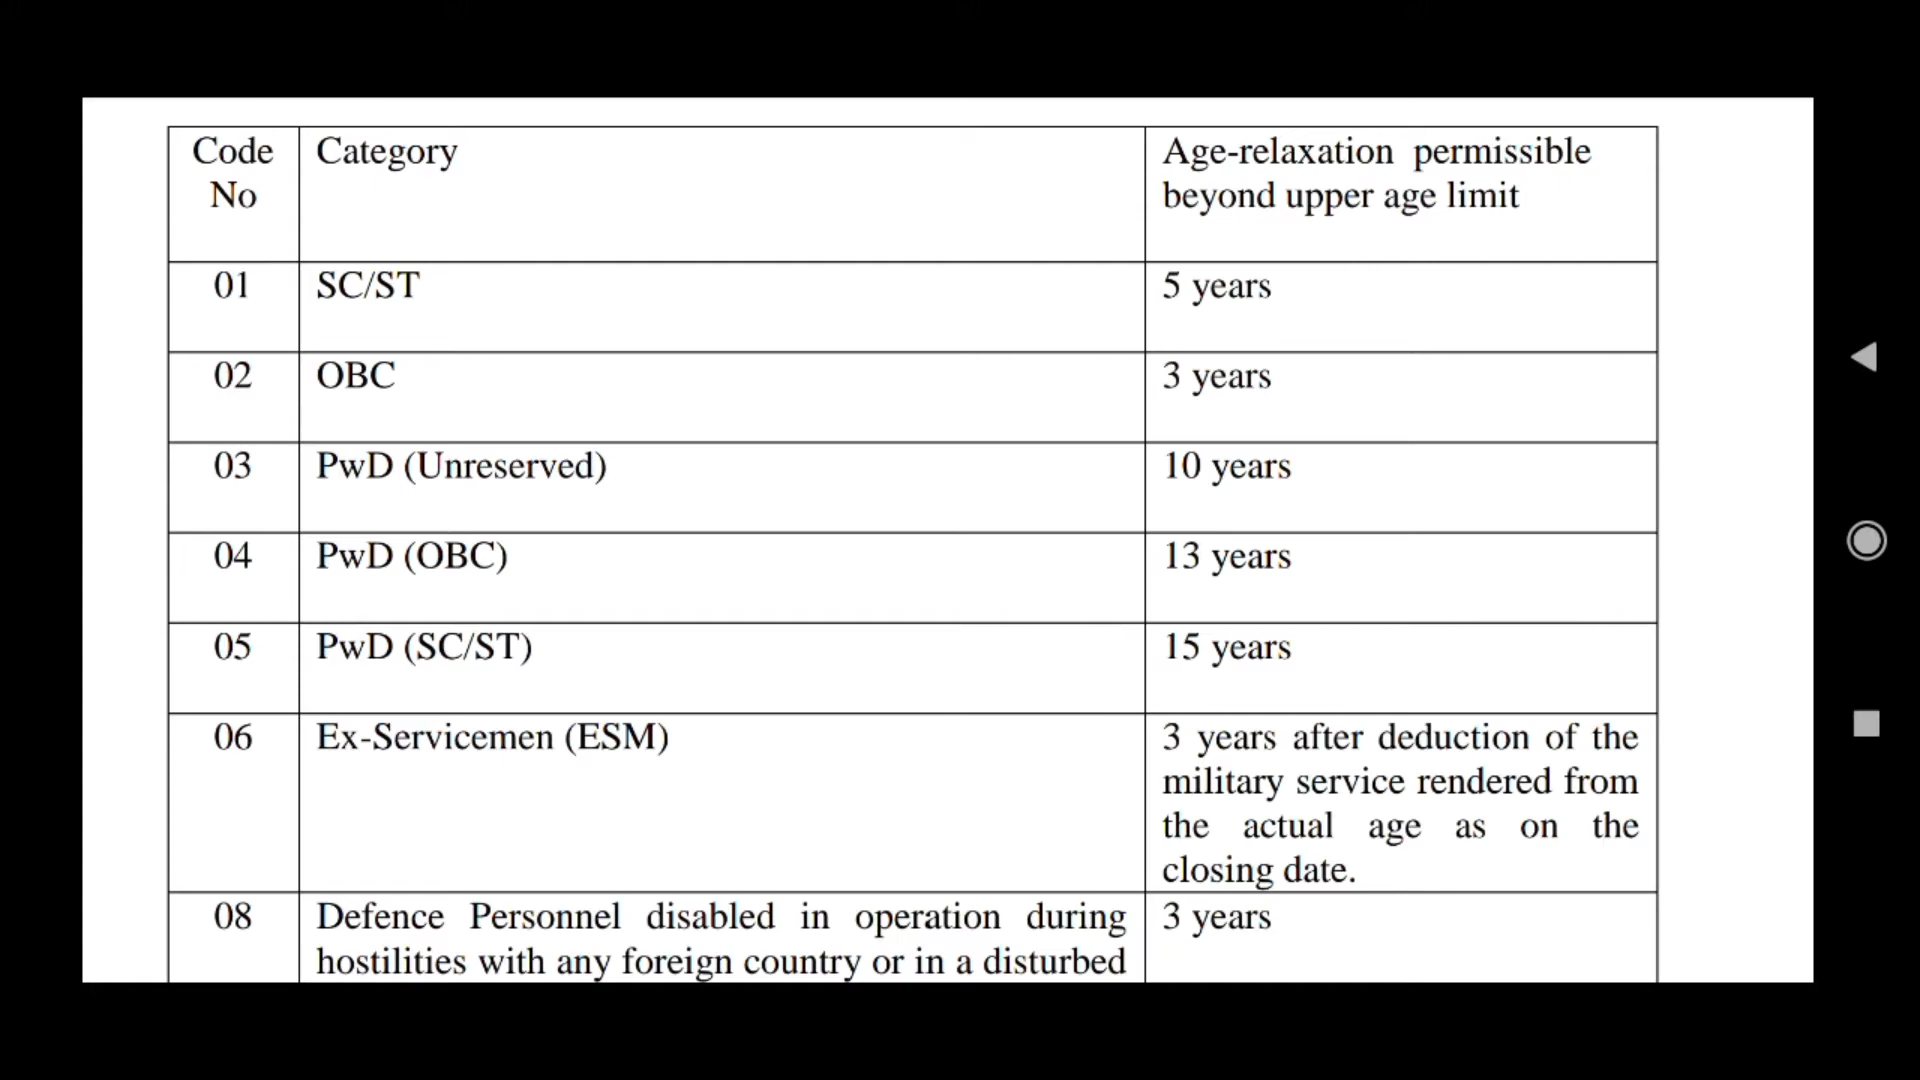 Code No
Category
Age-relaxation permissible
beyond upper age limit
01
SC/ST
5 years
02
OBC
3 years
03
PwD (Unreserved)
10 years
04
PwD (OBC)
13 years
05
PwD (SC/ST)
15 years
06
Ex-Servicemen (ESM)
3 years after deduction of the
military service rendered from
the actual age as on the
closing date.
08
Defence Personnel disabled in operation during
hostilities with any foreign country or in a disturbed
3 years